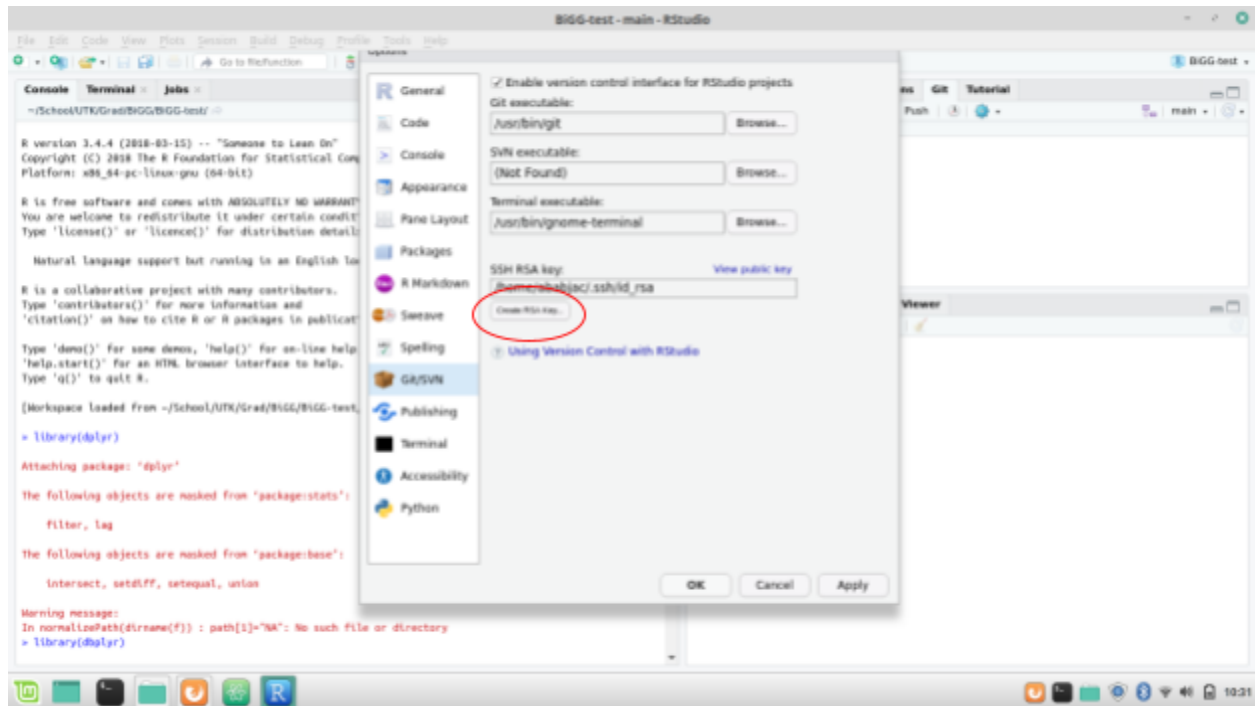 BiGG-test - main - RStudio
File Edit Code View Plots Session Build Debug Profile Tools Help
Go to file/function
BiGG-test
Options
Console Terminal Jobs
~/School/UTK/Grad/BiGG/BiGG-test/
R version 3.4.4 (2018-03-15) -- "Someone to Lean On"
Copyright (C) 2018 The R Foundation for Statistical Com
Platform: x86_64-pc-linux-gnu (64-bit)
R is free software and comes with ABSOLUTELY NO WARRANT
You are welcome to redistribute it under certain condit
Type 'license()' or 'licence()' for distribution detail
Natural language support but running in an English lo
R is a collaborative project with many contributors.
Type 'contributors()' for more information and
'citation()' on how to cite R or R packages in publicat
Type 'demo()' for some demos, 'help()' for on-line help
'help.start()' for an HTML browser interface to help.
Type 'q()' to quit R.
[Workspace loaded from ~/School/UTK/Grad/BiGG/BiGG-test,
> library(dplyr)
Attaching package: 'dplyr'
The following objects are masked from 'package:stats':
filter, lag
The following objects are masked from 'package:base':
intersect, setdiff, setequal, union
Warning message:
In normalizePath(dirname(f)) : path[1]="NA": No such file or directory
> library(dbplyr)
General
Code
Console
Appearance
Pane Layout
Packages
R Markdown
Sweave
Spelling
Git/SVN
Publishing
Terminal
Accessibility
Python
Enable version control interface for RStudio projects
Git executable:
/usr/bin/git Browse...
SVN executable:
(Not Found) Browse...
Terminal executable:
/usr/bin/gnome-terminal Browse...
SSH RSA key: View public key
/home/ababjac/.ssh/id_rsa
Create RSA Key...
Using Version Control with RStudio
OK Cancel Apply
ns Git Tutorial
Push main
Viewer
10:31